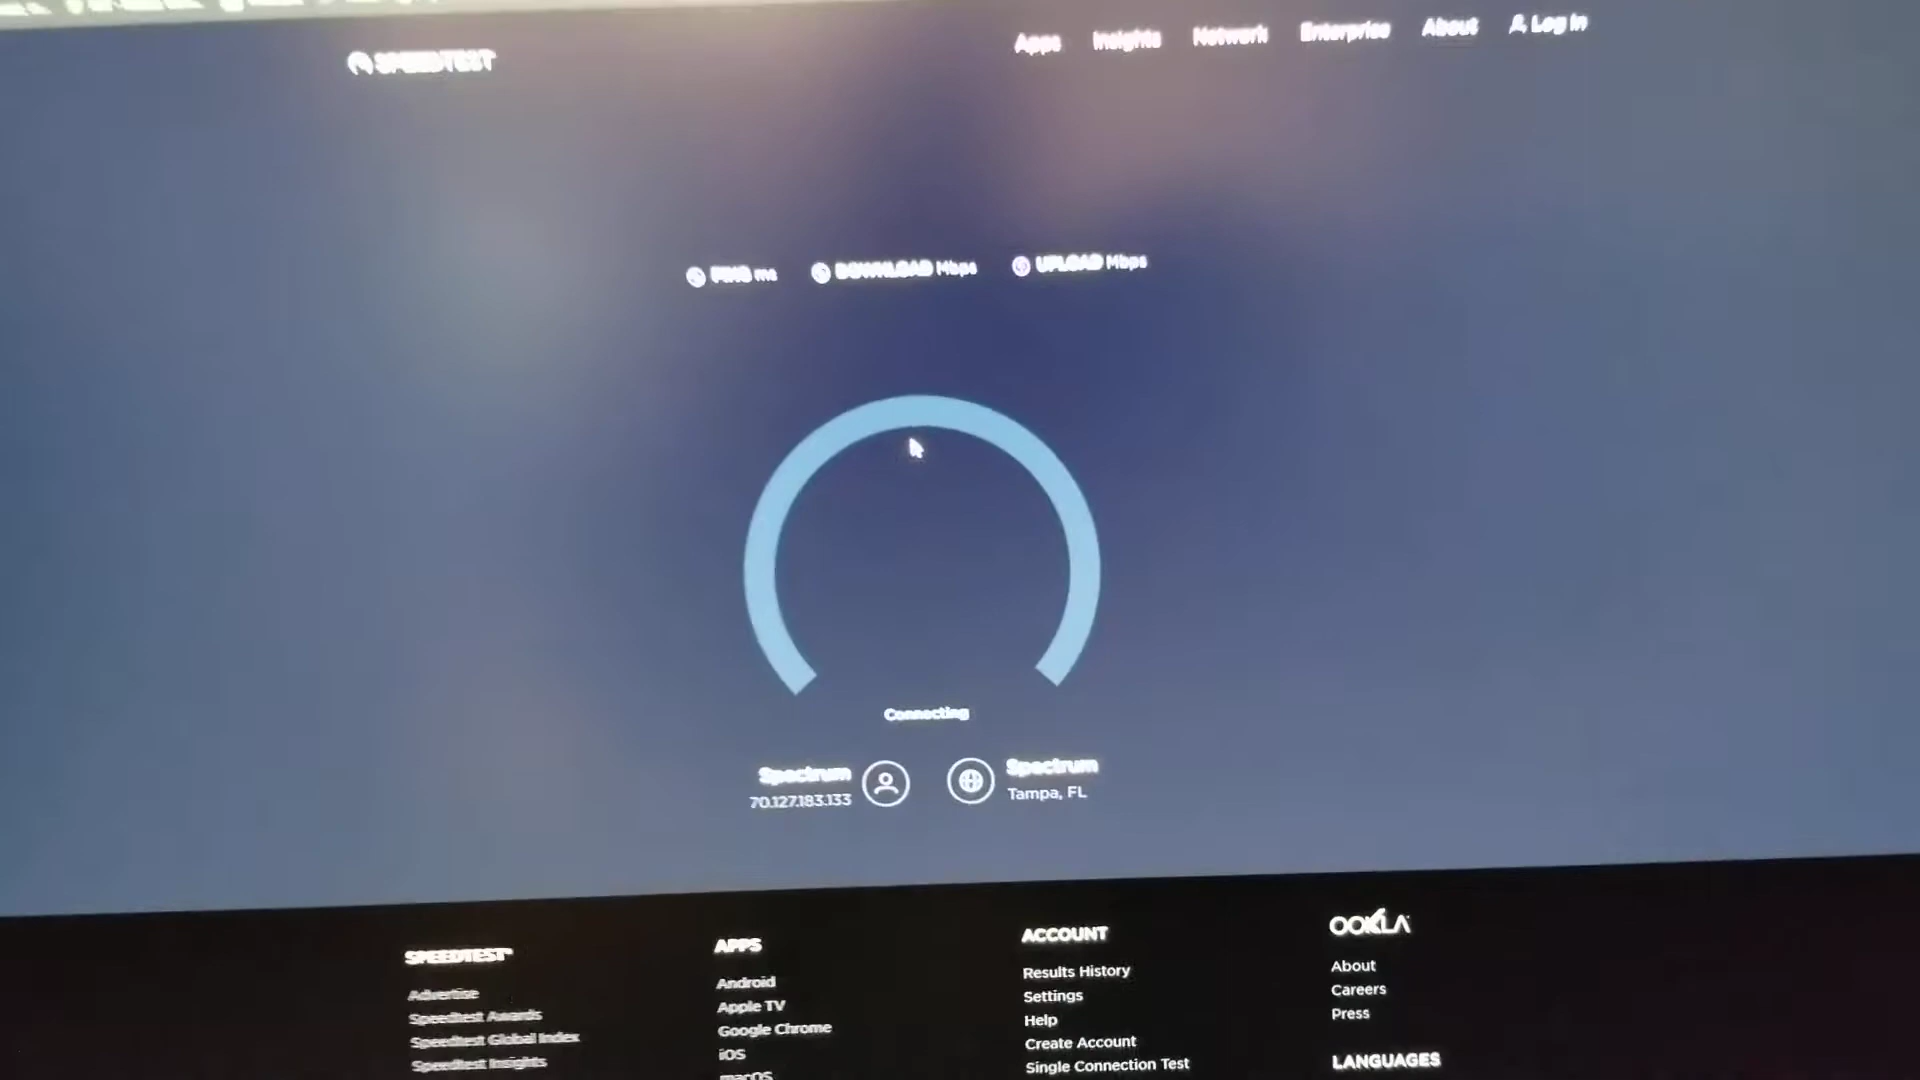 SPEEDTEST
Apps Insights Network Enterprise About Log In
PING ms DOWNLOAD Mbps UPLOAD Mbps
Connecting
Spectrum
70.127.183.133
Spectrum
Tampa, FL
SPEEDTEST®
Advertise
Speedtest Awards
Speedtest Global Index
Speedtest Insights
APPS
Android
Apple TV
Google Chrome
iOS
macOS
ACCOUNT
Results History
Settings
Help
Create Account
Single Connection Test
OOKLA
About
Careers
Press
LANGUAGES